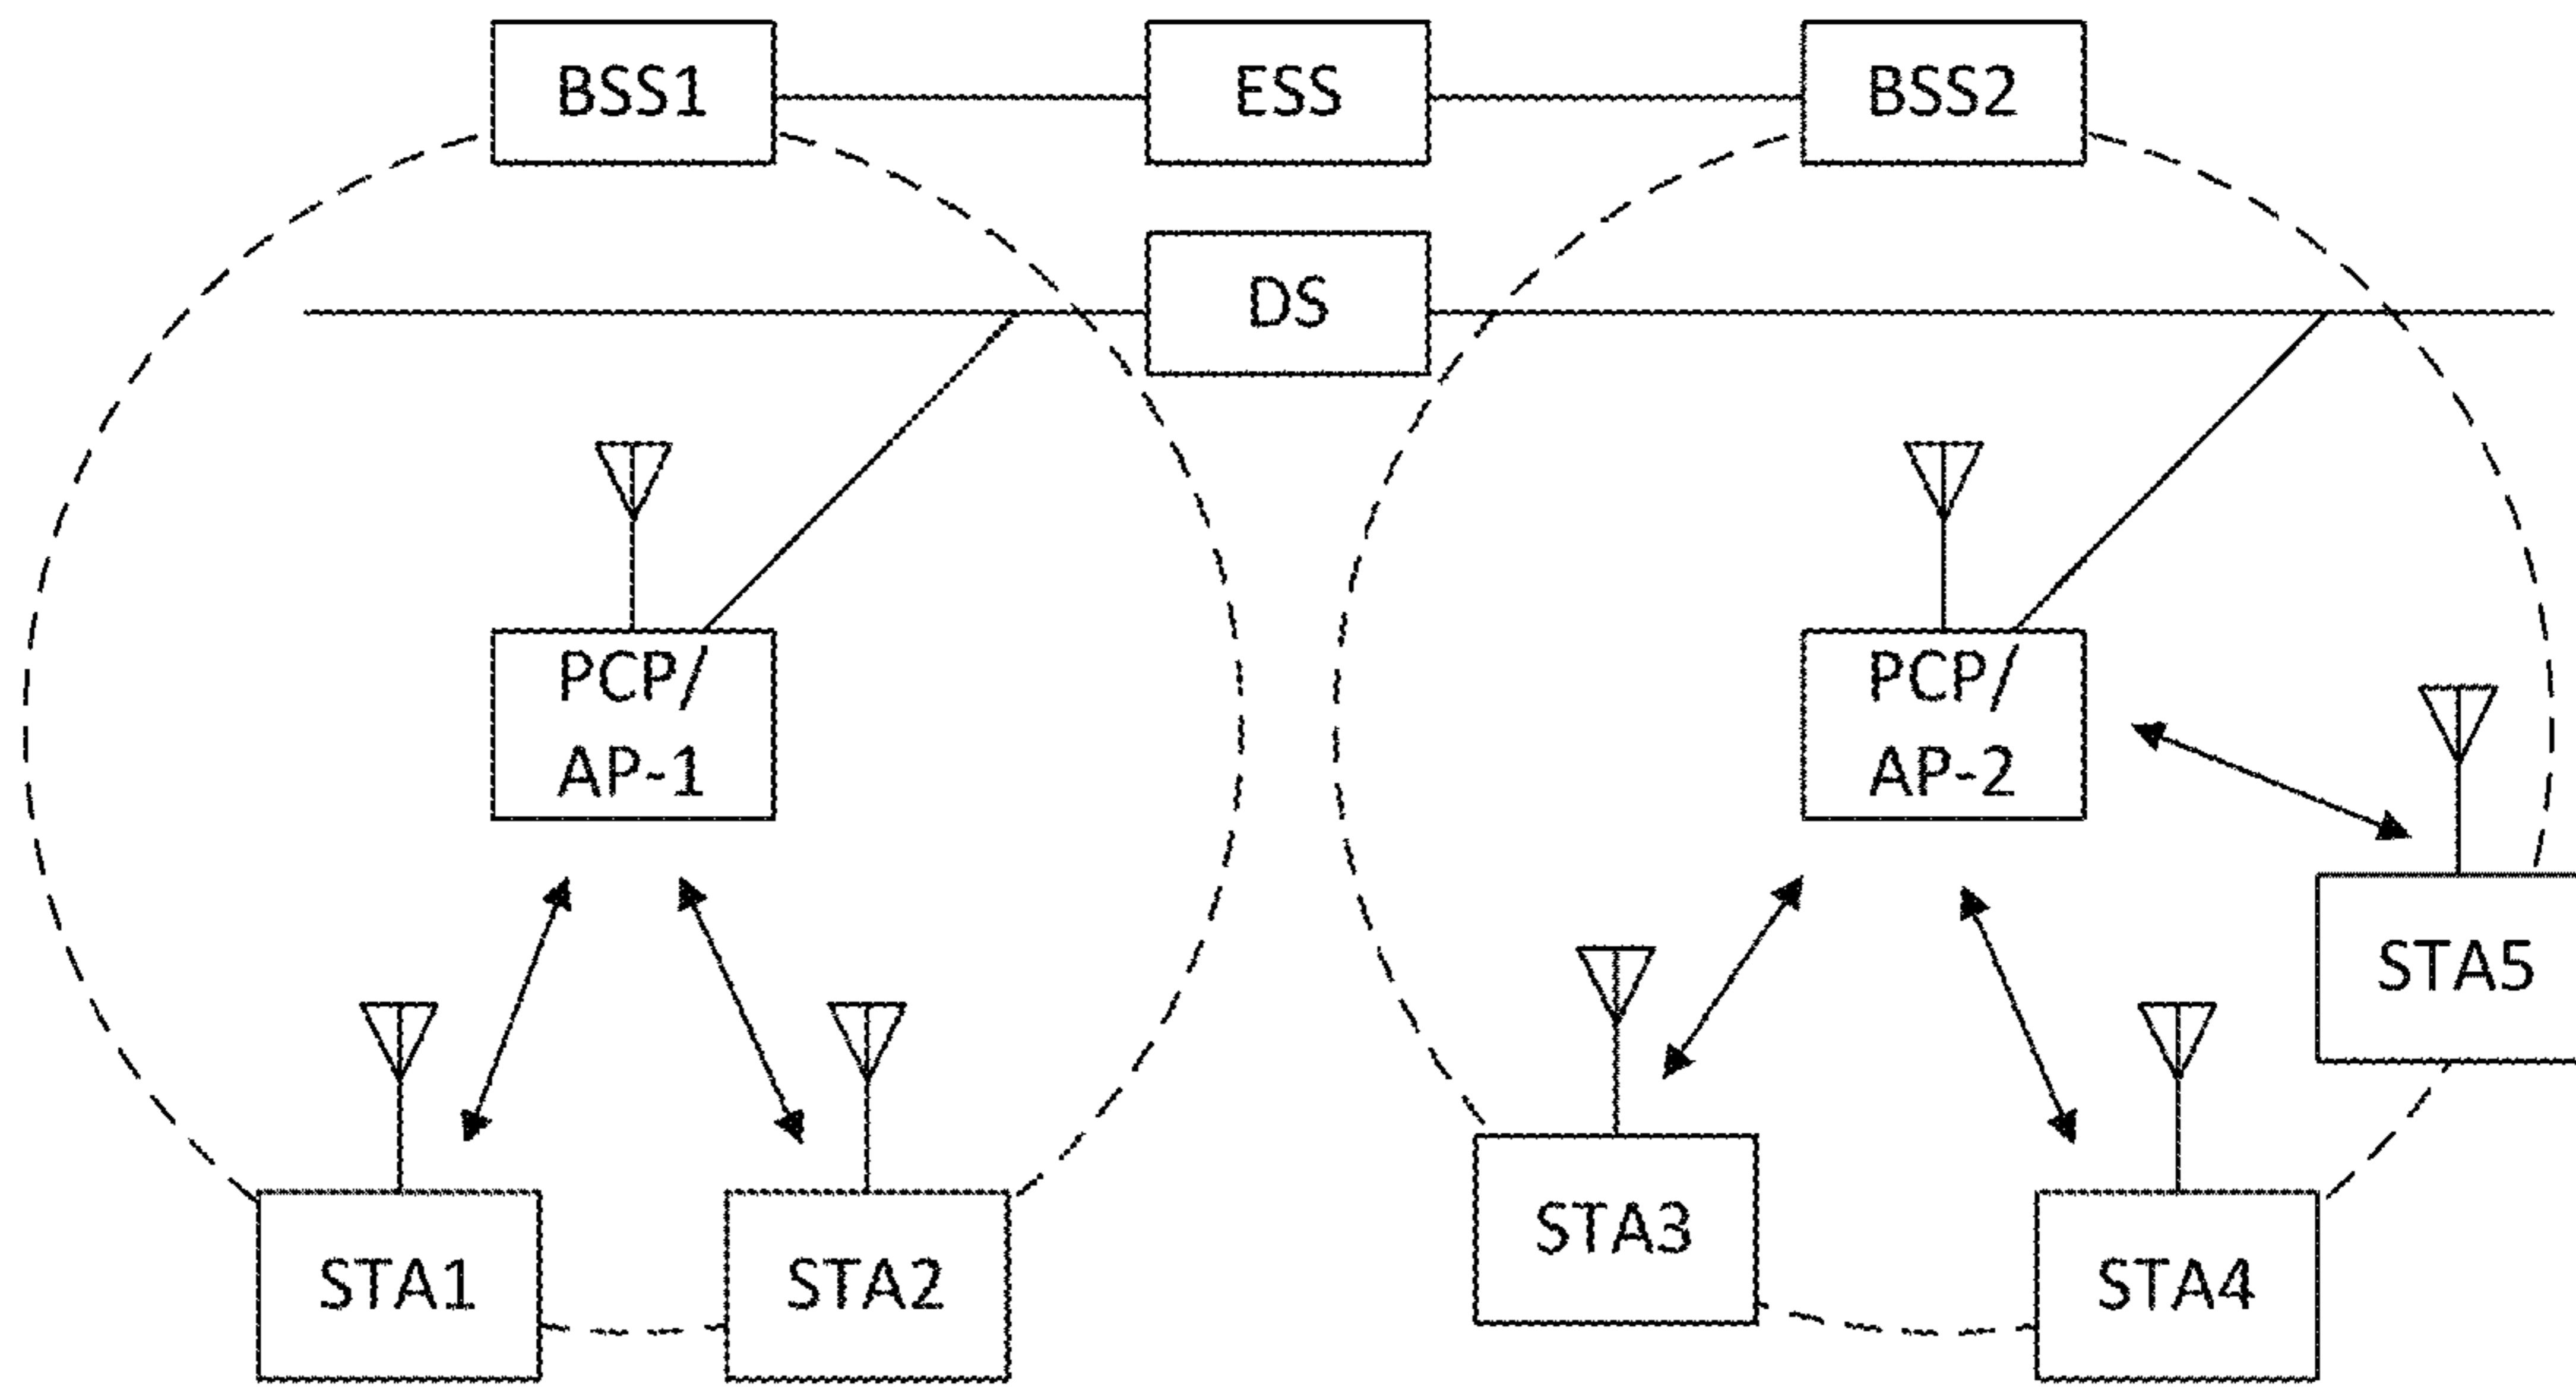 BSS1
ESS
BSS2
DS
PCP/
AP-1
PCP/
AP-2
STA5
STA3
STA1
STA2
STA4